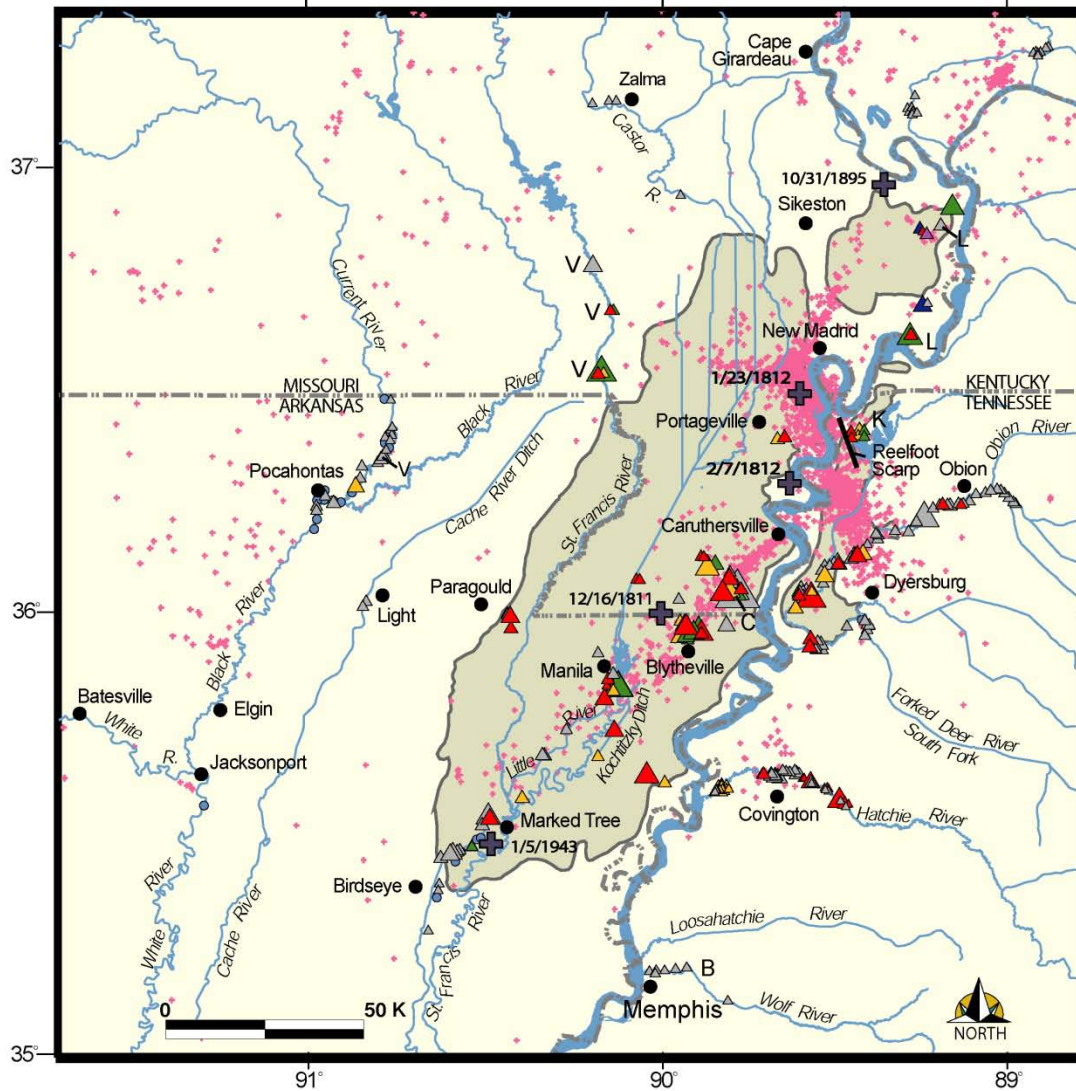 Cape
Girardeau
Zalma
Castor
R.
37°
10/31/1895
Sikeston
L
V
Current River
V
New Madrid
L
V
1/23/1812
MISSOURI
ARKANSAS
KENTUCKY
TENNESSEE
Black
River
Portageville
K
Reelfoot
Scarp
Obion River
Obion
Pocahontas
V
Cache River Ditch
St. Francis River
2/7/1812
Caruthersville
Dyersburg
Black
River
Light
Paragould
36°
12/16/1811
C
Blytheville
Manila
Batesville
White
R.
Elgin
Jacksonport
Little
River
Kochtitzky Ditch
Forked Deer River
South Fork
Marked Tree
1/5/1943
Covington
Hatchie
River
Birdseye
White
River
Cache River
St. Francis
River
Loosahatchie
River
B
Memphis
Wolf River
0
50 K
NORTH
35°
91°
90°
89°